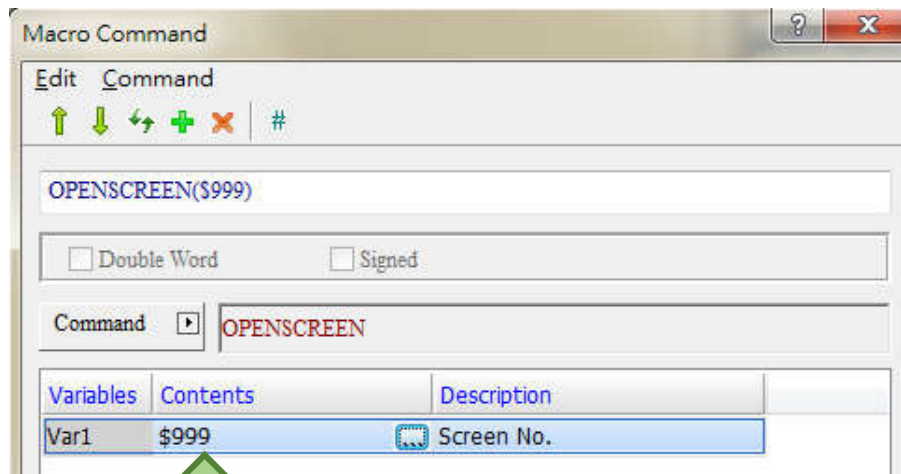 Macro Command
Edit Command
#
OPENSCREEN($999)
Double Word Signed
Command OPENSCREEN
Variables Contents Description
Var1 $999 ... Screen No.